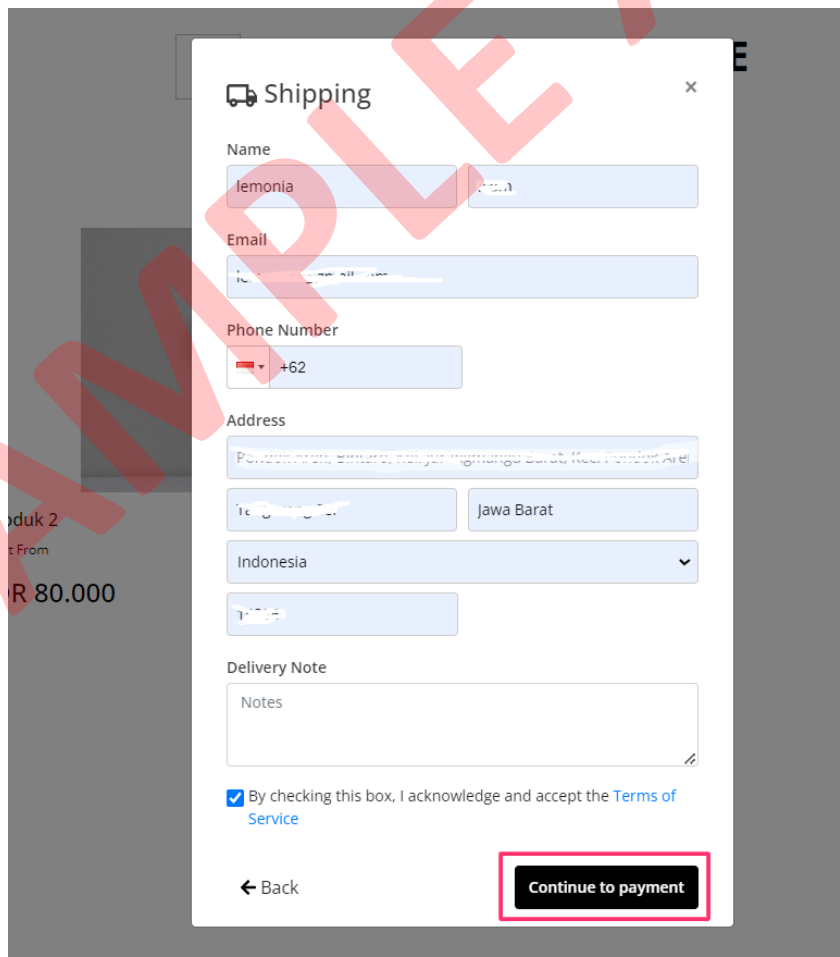 E
Shipping
×
Name
lemonia
Email
Phone Number
+62
Address
Jawa Barat
Indonesia
Delivery Note
Notes
By checking this box, I acknowledge and accept the Terms of
Service
Back
Continue to payment
oduk 2
t From
R 80.000
AMPLE